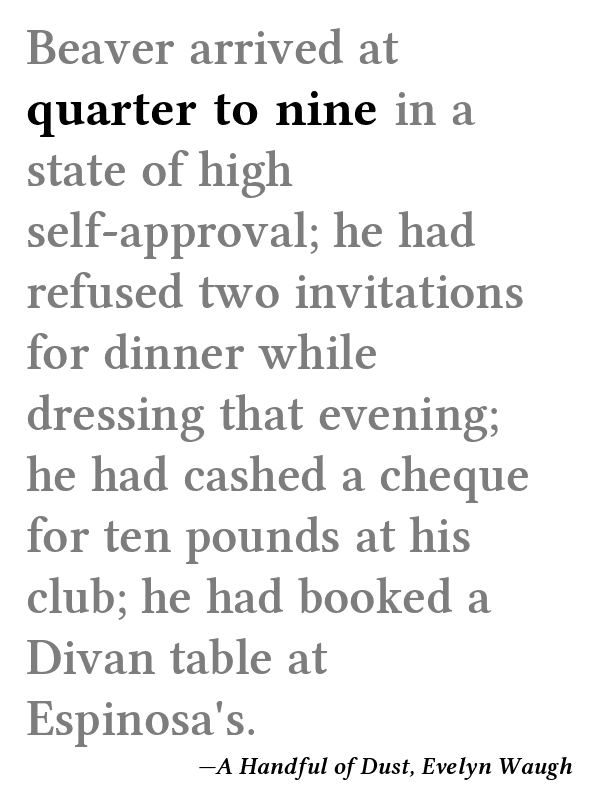 Beaver arrived at
quarter to nine in a
state of high
self-approval; he had
refused two invitations
for dinner while
dressing that evening;
he had cashed a cheque
for ten pounds at his
club; he had booked a
Divan table at
Espinosa's.
—A Handful of Dust, Evelyn Waugh